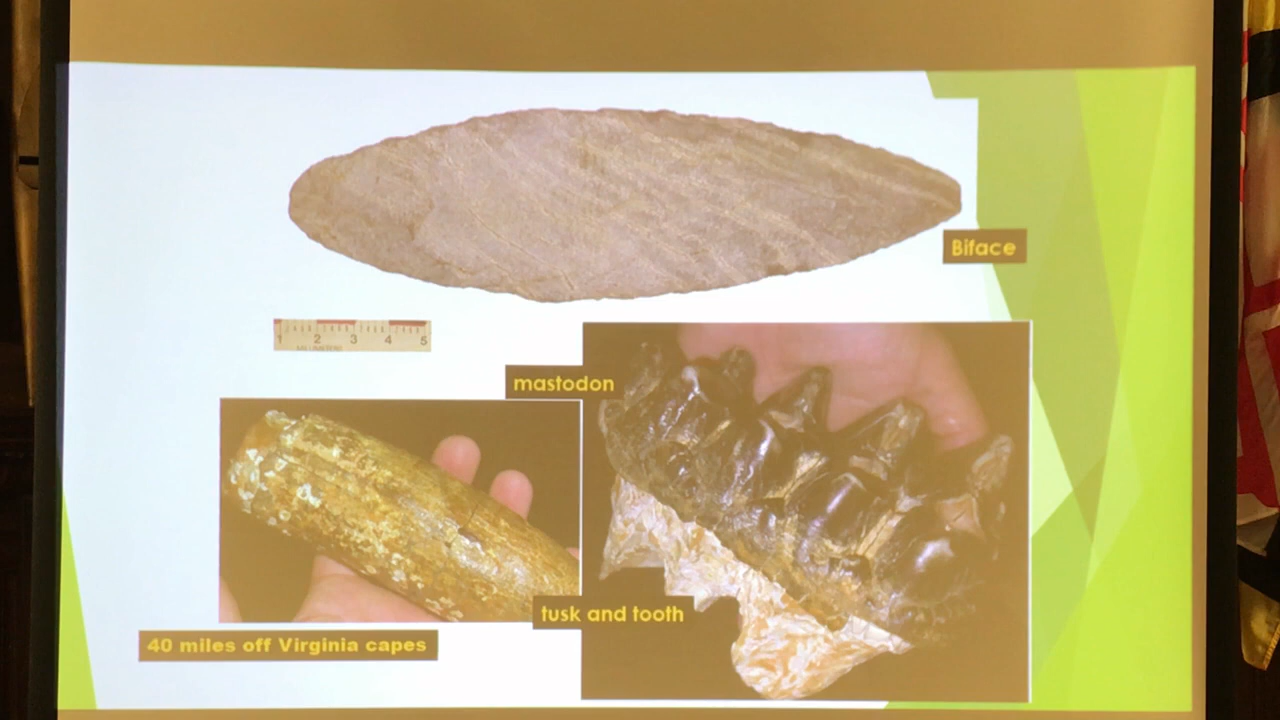 Biface
1 2 3 4 5
mastodon
tusk and tooth
40 miles off Virginia capes